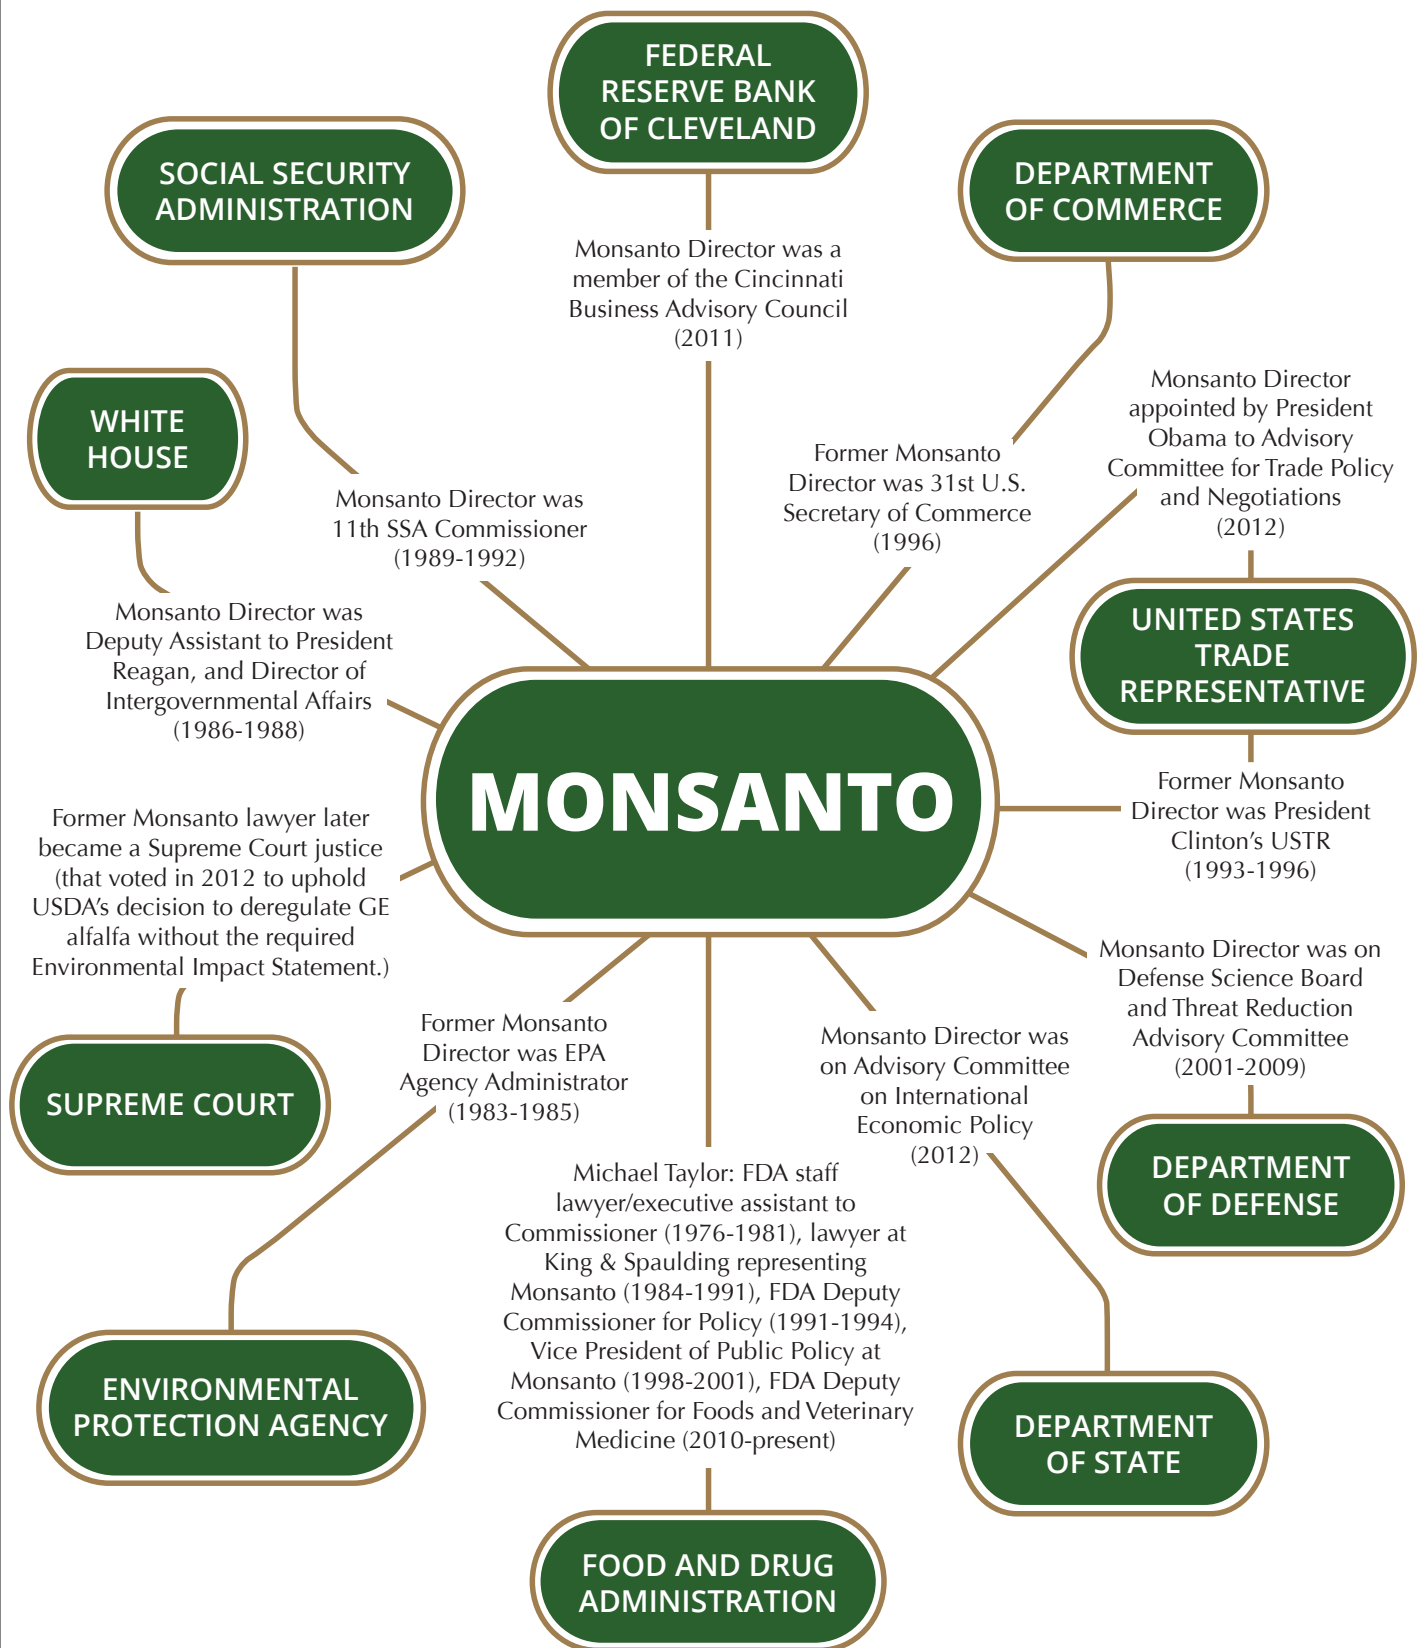 FEDERAL
RESERVE BANK
OF CLEVELAND
SOCIAL SECURITY
ADMINISTRATION
DEPARTMENT
OF COMMERCE
Monsanto Director was a
member of the Cincinnati
Business Advisory Council
(2011)
WHITE
HOUSE
Monsanto Director
appointed by President
Obama to Advisory
Committee for Trade Policy
and Negotiations
(2012)
Former Monsanto
Director was 31st U.S.
Secretary of Commerce
(1996)
Monsanto Director was
11th SSA Commissioner
(1989-1992)
Monsanto Director was
Deputy Assistant to President
Reagan, and Director of
Intergovernmental Affairs
(1986-1988)
UNITED STATES
TRADE
REPRESENTATIVE
MONSANTO
Former Monsanto
Director was President
Clinton’s USTR
(1993-1996)
Former Monsanto lawyer later
became a Supreme Court justice
(that voted in 2012 to uphold
USDA’s decision to deregulate GE
alfalfa without the required
Environmental Impact Statement.)
Monsanto Director was on
Defense Science Board
and Threat Reduction
Advisory Committee
(2001-2009)
SUPREME COURT
Former Monsanto
Director was EPA
Agency Administrator
(1983-1985)
Monsanto Director was
on Advisory Committee
on International
Economic Policy
(2012)
DEPARTMENT
OF DEFENSE
Michael Taylor: FDA staff
lawyer/executive assistant to
Commissioner (1976-1981), lawyer at
King & Spaulding representing
Monsanto (1984-1991), FDA Deputy
Commissioner for Policy (1991-1994),
Vice President of Public Policy at
Monsanto (1998-2001), FDA Deputy
Commissioner for Foods and Veterinary
Medicine (2010-present)
ENVIRONMENTAL
PROTECTION AGENCY
DEPARTMENT
OF STATE
FOOD AND DRUG
ADMINISTRATION